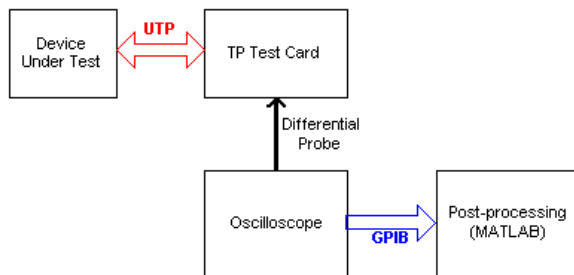 Device
Under Test
UTP
TP Test Card
Differential
Probe
Oscilloscope
GPIB
Post-processing
(MATLAB)